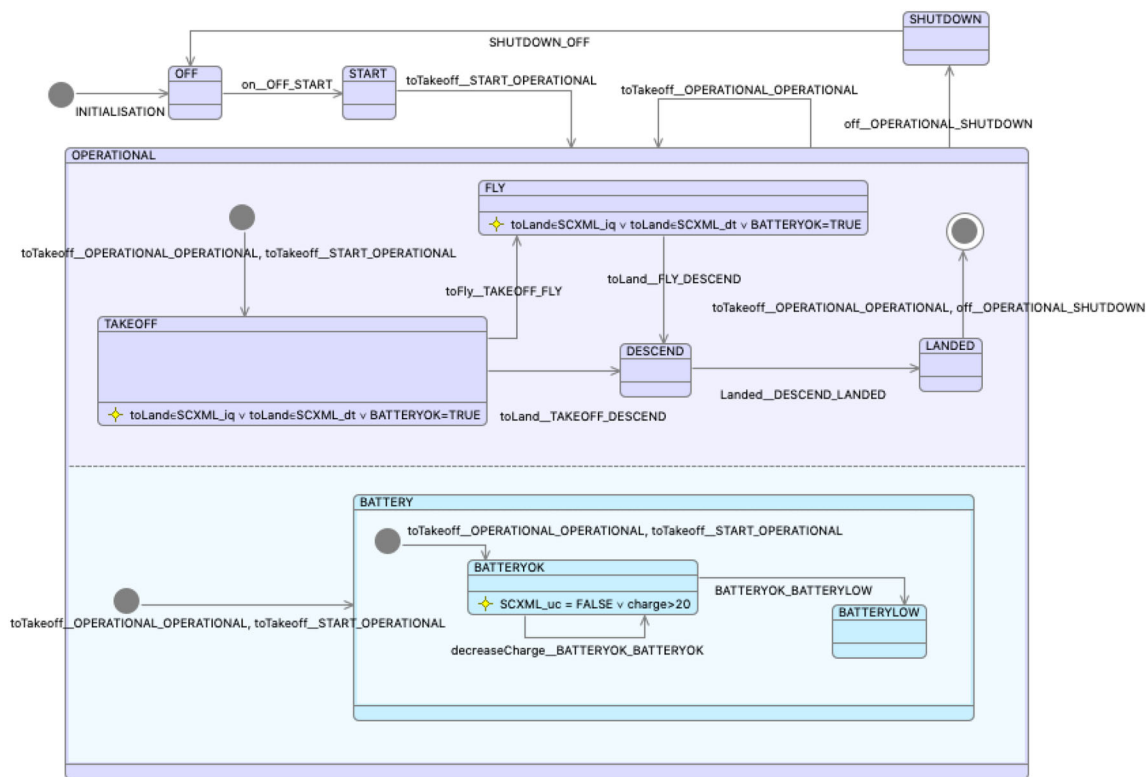 SHUTDOWN
SHUTDOWN_OFF
OFF
START
on__OFF_START
toTakeoff__START_OPERATIONAL
toTakeoff__OPERATIONAL_OPERATIONAL
INITIALISATION
off__OPERATIONAL_SHUTDOWN
OPERATIONAL
FLY
toLand∈SCXML_iq ∨ toLand∈SCXML_dt ∨ BATTERYOK=TRUE
toTakeoff__OPERATIONAL_OPERATIONAL, toTakeoff__START_OPERATIONAL
toLand__FLY_DESCEND
toFly__TAKEOFF_FLY
toTakeoff__OPERATIONAL_OPERATIONAL, off__OPERATIONAL_SHUTDOWN
TAKEOFF
DESCEND
LANDED
Landed__DESCEND_LANDED
toLand∈SCXML_iq ∨ toLand∈SCXML_dt ∨ BATTERYOK=TRUE
toLand__TAKEOFF_DESCEND
BATTERY
toTakeoff__OPERATIONAL_OPERATIONAL, toTakeoff__START_OPERATIONAL
BATTERYOK
BATTERYOK_BATTERYLOW
SCXML_uc = FALSE ∨ charge>20
BATTERYLOW
toTakeoff__OPERATIONAL_OPERATIONAL, toTakeoff__START_OPERATIONAL
decreaseCharge__BATTERYOK_BATTERYOK